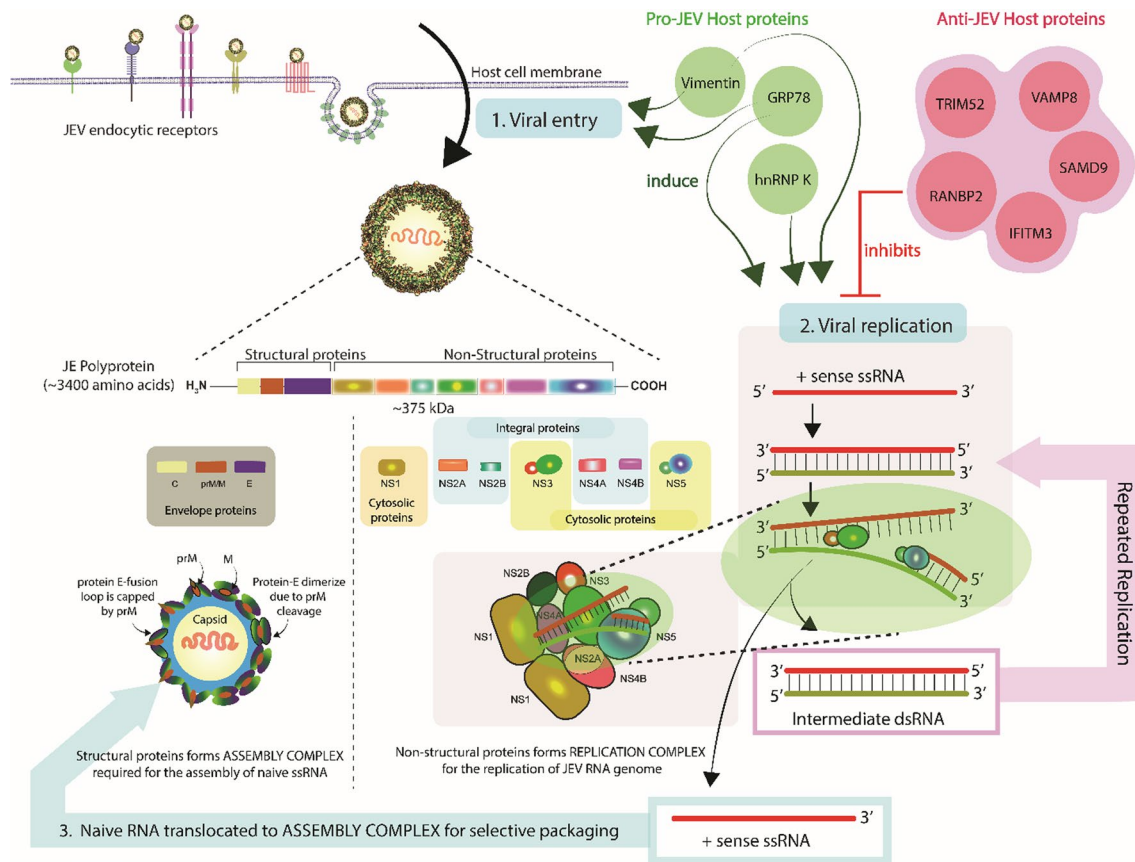 Pro-JEV Host proteins
Anti-JEV Host proteins
Host cell membrane
JEV endocytic receptors
1. Viral entry
Vimentin
GRP78
hnRNP K
induce
TRIM52
VAMP8
SAMD9
RANBP2
IFITM3
inhibits
2. Viral replication
Structural proteins
Non-Structural proteins
JE Polyprotein
(~3400 amino acids)
H3N
COOH
~375 kDa
+ sense ssRNA
5’
3’
3’
5’
5’
3’
3’
5’
5’
3’
Repeated Replication
C
prM/M
E
Envelope proteins
Integral proteins
NS1
NS2A
NS2B
NS3
NS4A
NS4B
NS5
Cytosolic
proteins
Cytosolic proteins
prM
M
protein E-fusion
loop is capped
by prM
Protein-E dimerize
due to prM
cleavage
Capsid
NS2B
NS3
NS4A
NS1
NS5
NS2A
NS4B
NS1
3’
5’
5’
3’
Intermediate dsRNA
Structural proteins forms ASSEMBLY COMPLEX
required for the assembly of naive ssRNA
Non-structural proteins forms REPLICATION COMPLEX
for the replication of JEV RNA genome
3. Naive RNA translocated to ASSEMBLY COMPLEX for selective packaging
3’
+ sense ssRNA